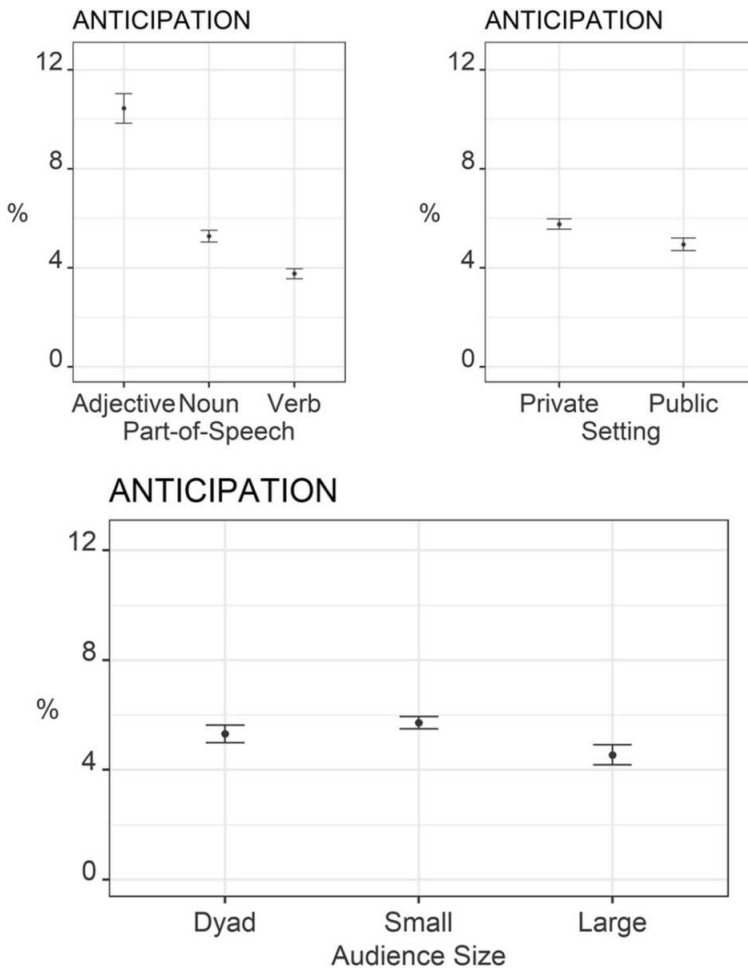 ANTICIPATION
12
8
%
4
0
Adjective Noun Verb
Part-of-Speech
ANTICIPATION
12
8
%
4
0
Private Public
Setting
ANTICIPATION
12
8
%
4
0
Dyad Small Large
Audience Size